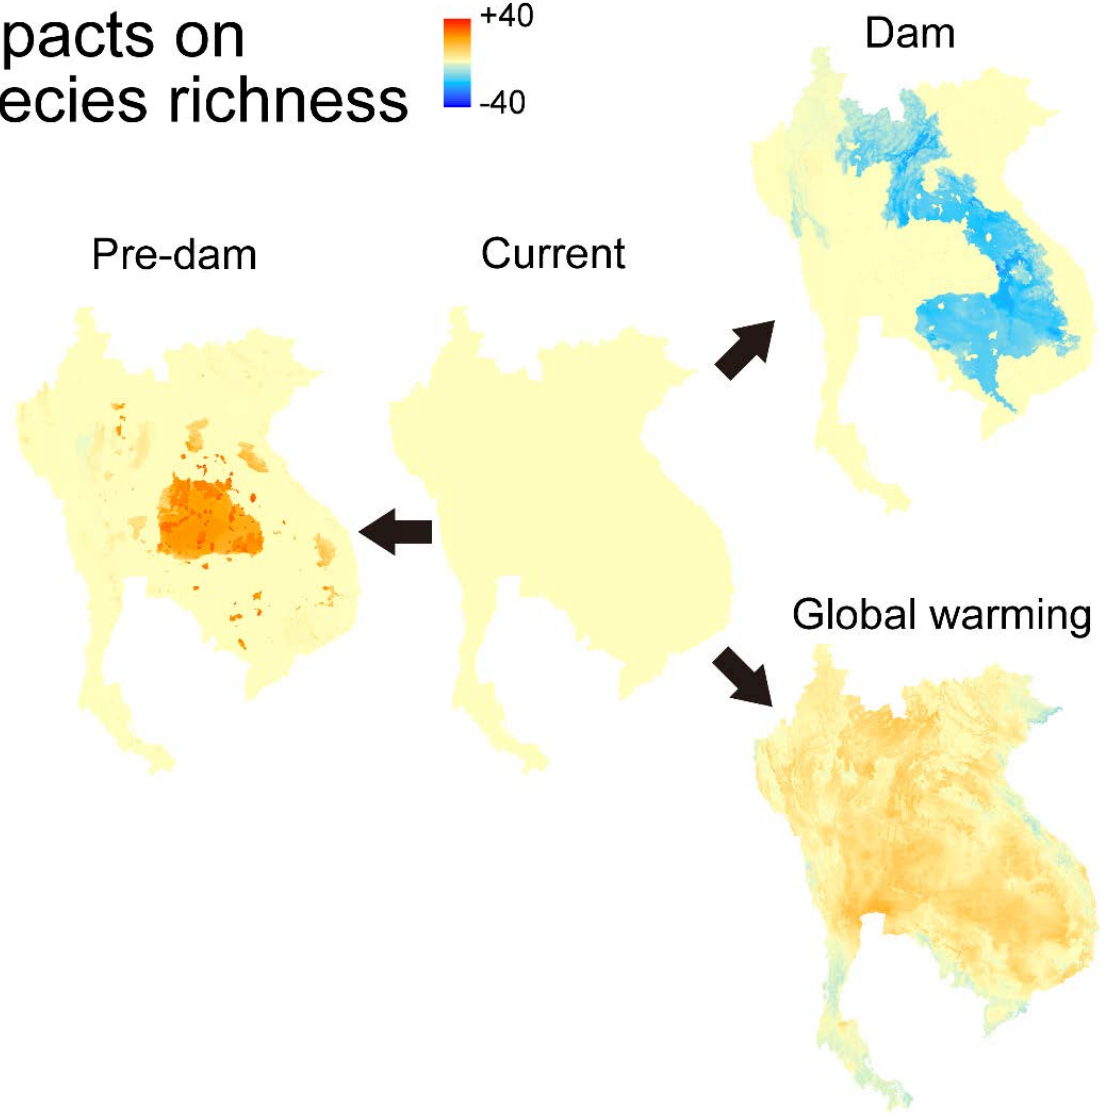 pacts on
ecies richness
+40
-40
Dam
Pre-dam
Current
Global warming